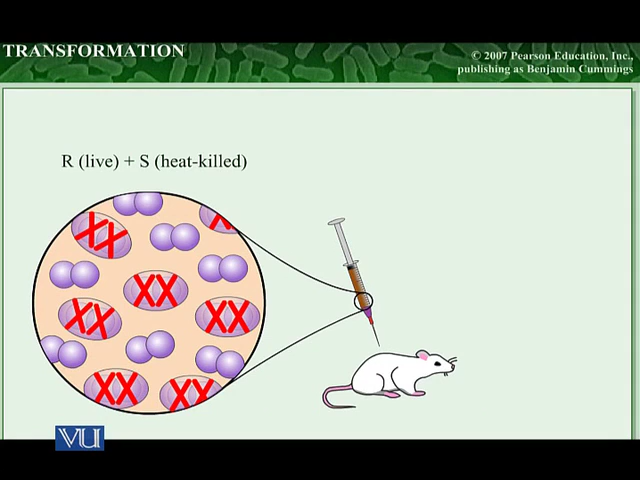 TRANSFORMATION
© 2007 Pearson Education, Inc.,
publishing as Benjamin Cummings
R (live) + S (heat-killed)
VU